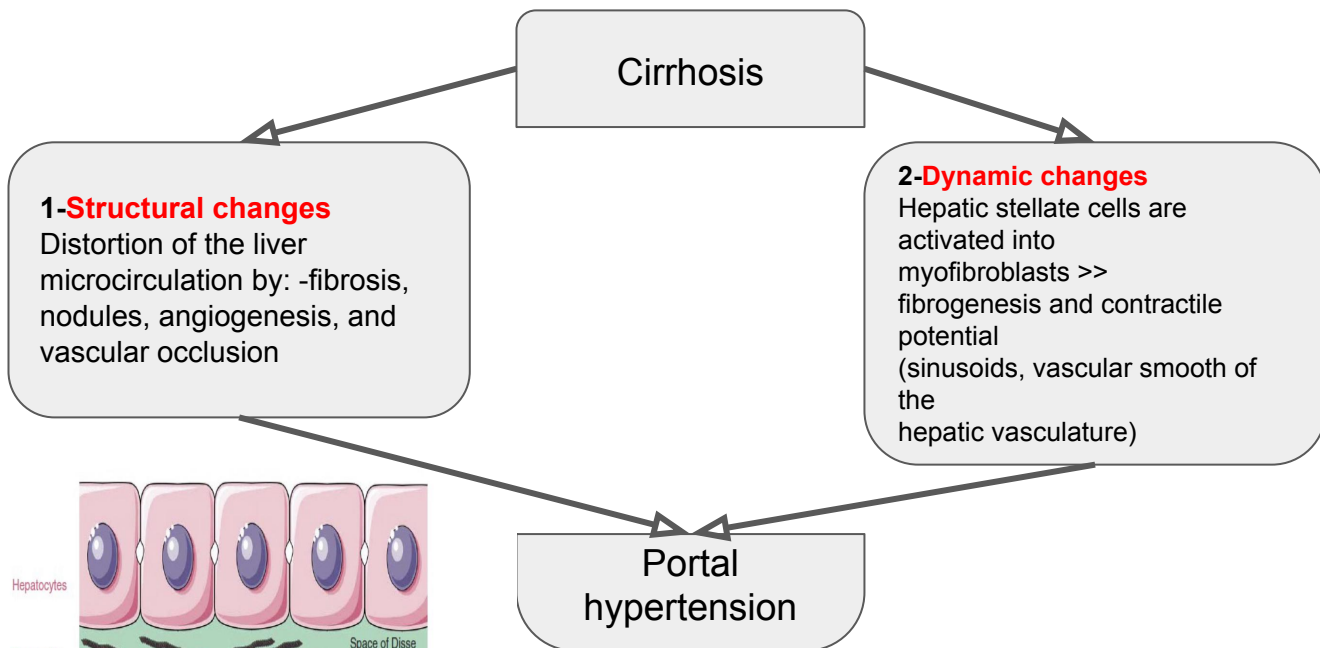 Cirrhosis
1-Structural changes
Distortion of the liver
microcirculation by: -fibrosis,
nodules, angiogenesis, and
vascular occlusion
2-Dynamic changes
Hepatic stellate cells are
activated into
myofibroblasts >>
fibrogenesis and contractile
potential
(sinusoids, vascular smooth of
the
hepatic vasculature)
Portal
hypertension
Hepatocytes
Space of Disse